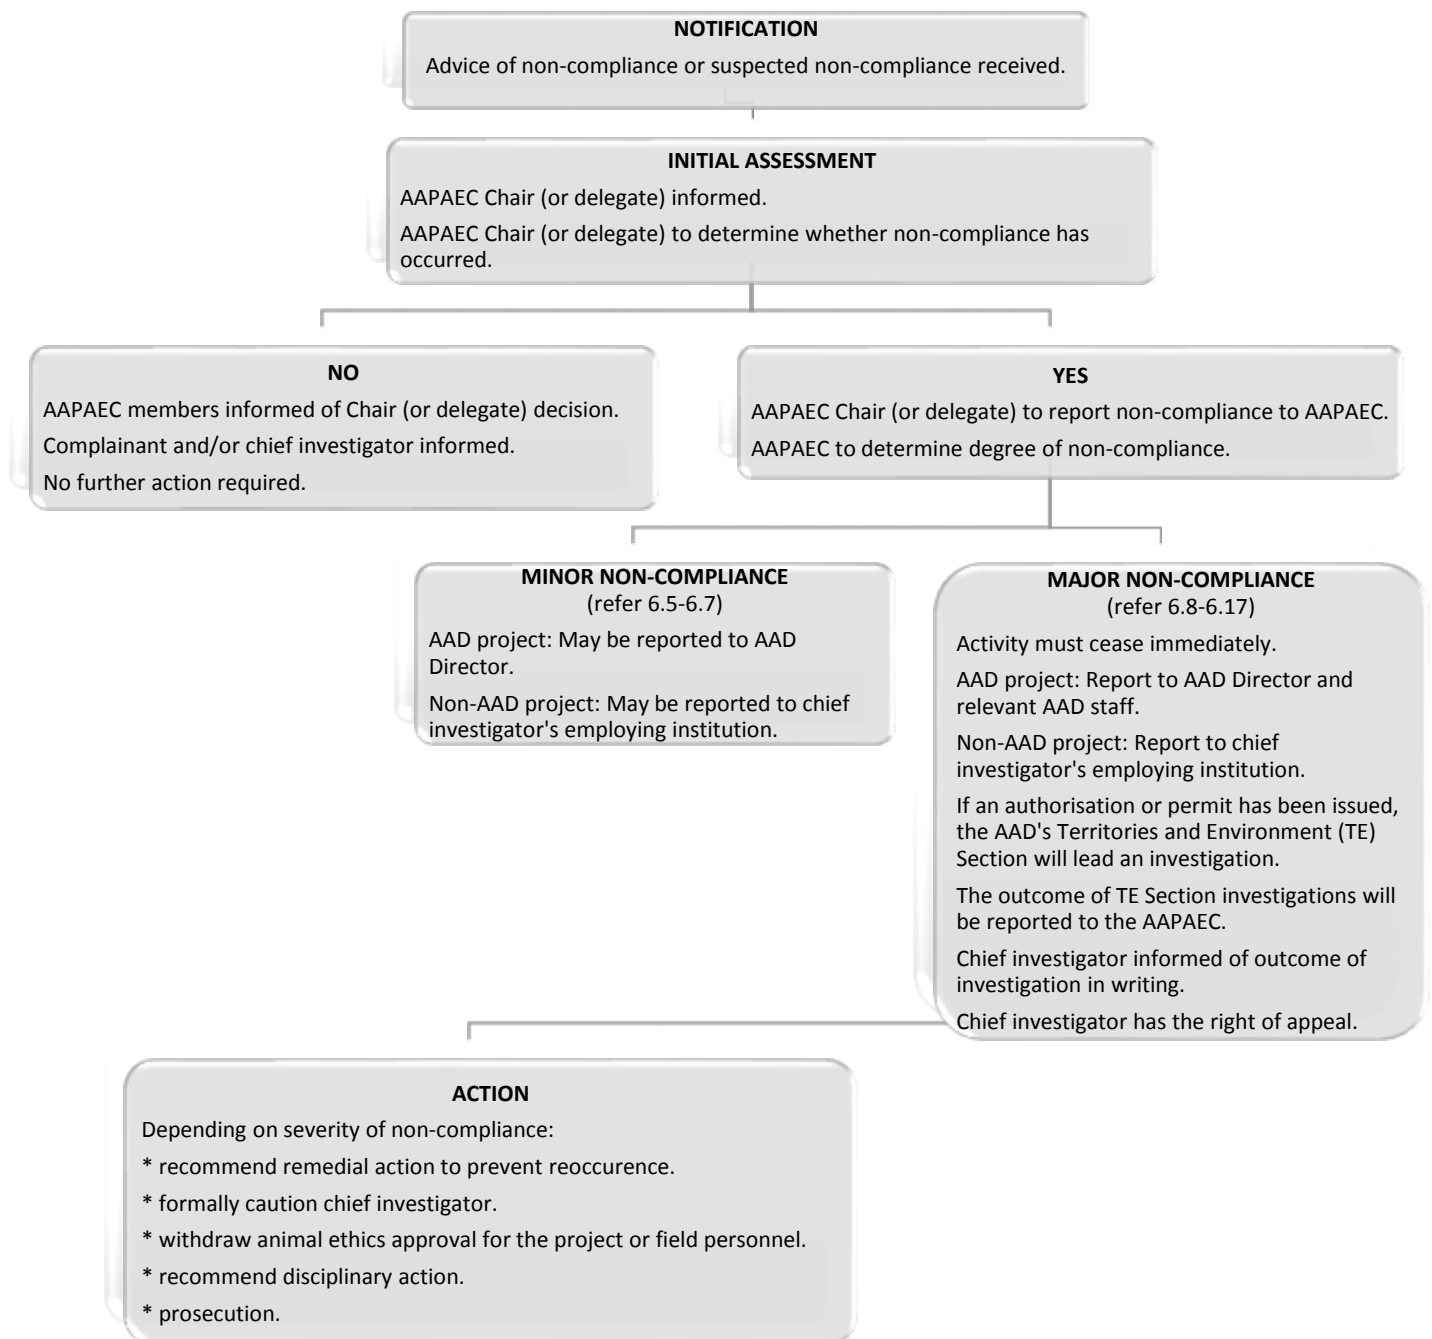 NOTIFICATION
Advice of non-compliance or suspected non-compliance received.
INITIAL ASSESSMENT
AAPAEC Chair (or delegate) informed.
AAPAEC Chair (or delegate) to determine whether non-compliance has
occurred.
NO
AAPAEC members informed of Chair (or delegate) decision.
Complainant and/or chief investigator informed.
No further action required.
YES
AAPAEC Chair (or delegate) to report non-compliance to AAPAEC.
AAPAEC to determine degree of non-compliance.
MINOR NON-COMPLIANCE
(refer 6.5-6.7)
AAD project: May be reported to AAD
Director.
Non-AAD project: May be reported to chief
investigator's employing institution.
MAJOR NON-COMPLIANCE
(refer 6.8-6.17)
Activity must cease immediately.
AAD project: Report to AAD Director and
relevant AAD staff.
Non-AAD project: Report to chief
investigator's employing institution.
If an authorisation or permit has been issued,
the AAD's Territories and Environment (TE)
Section will lead an investigation.
The outcome of TE Section investigations will
be reported to the AAPAEC.
Chief investigator informed of outcome of
investigation in writing.
Chief investigator has the right of appeal.
ACTION
Depending on severity of non-compliance:
* recommend remedial action to prevent reoccurence.
* formally caution chief investigator.
* withdraw animal ethics approval for the project or field personnel.
* recommend disciplinary action.
* prosecution.